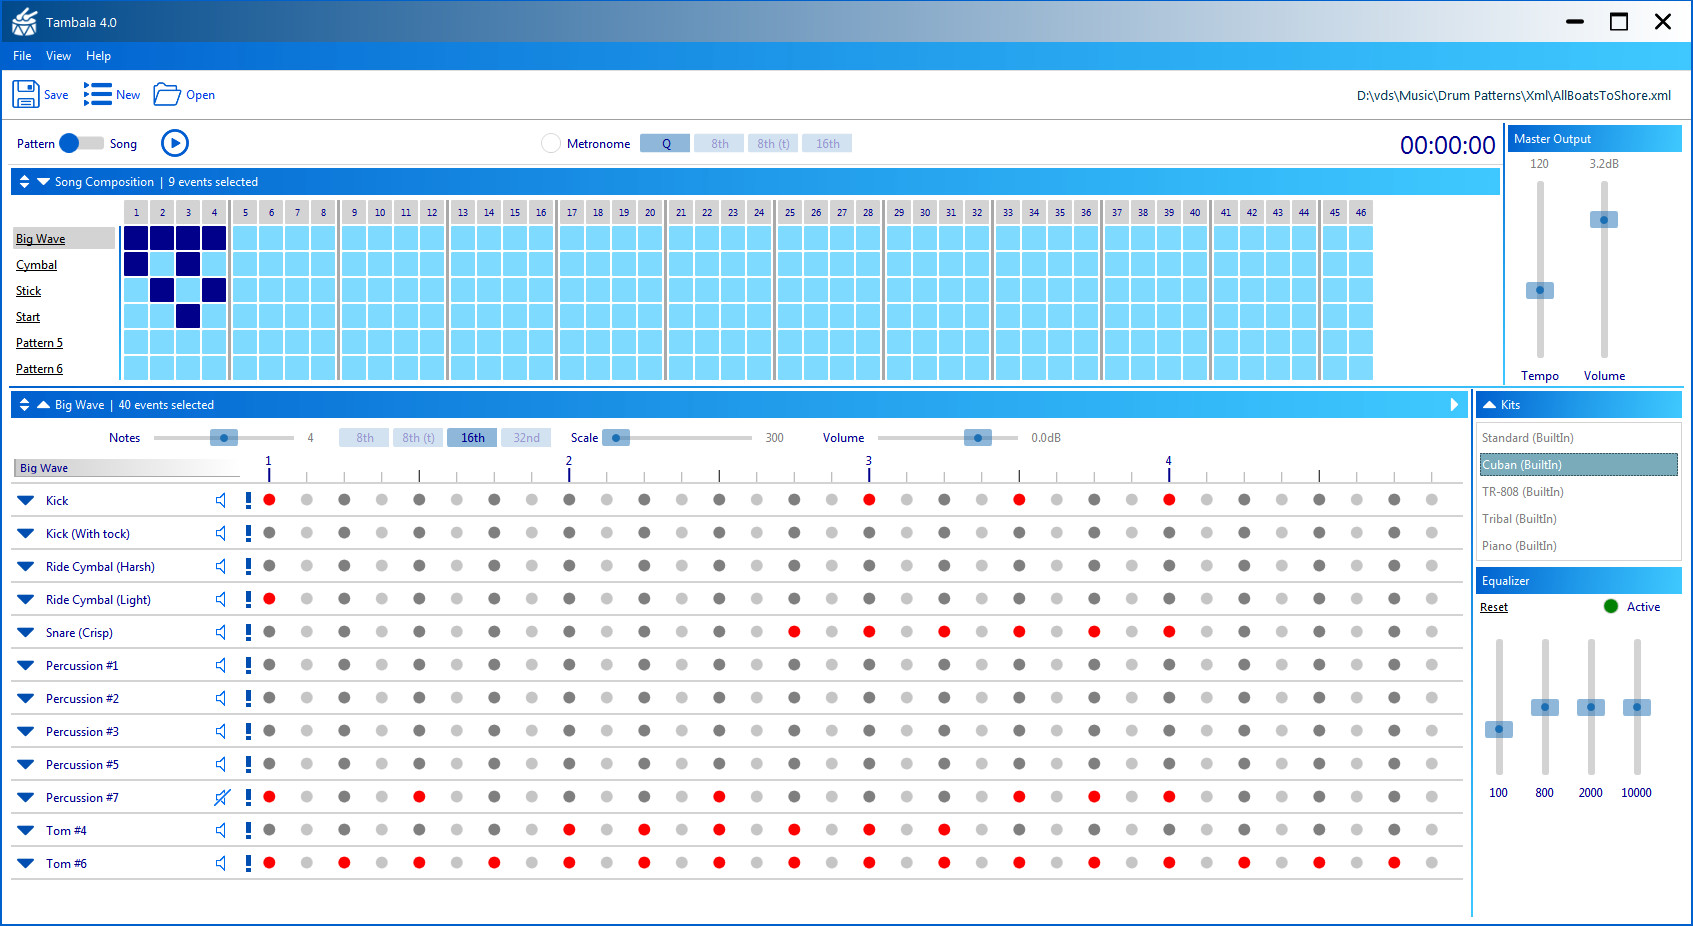 Tambala 4.0
File View Help
Save New Open D:\vds\Music\Drum Patterns\Xml\AllBoatsToShore.xml
Pattern Song Metronome Q 8th 8th (t) 16th 00:00:00
Master Output
120 3.2dB
Tempo Volume
Song Composition | 9 events selected
1 2 3 4 5 6 7 8 9 10 11 12 13 14 15 16 17 18 19 20 21 22 23 24 25 26 27 28 29 30 31 32 33 34 35 36 37 38 39 40 41 42 43 44 45 46
Big Wave
Cymbal
Stick
Start
Pattern 5
Pattern 6
Big Wave | 40 events selected
Notes 4 8th 8th (t) 16th 32nd Scale 300 Volume 0.0dB
Big Wave 1 2 3 4
Kick
Kick (With tock)
Ride Cymbal (Harsh)
Ride Cymbal (Light)
Snare (Crisp)
Percussion #1
Percussion #2
Percussion #3
Percussion #5
Percussion #7
Tom #4
Tom #6
Kits
Standard (BuiltIn)
Cuban (BuiltIn)
TR-808 (BuiltIn)
Tribal (BuiltIn)
Piano (BuiltIn)
Equalizer
Reset Active
100 800 2000 10000